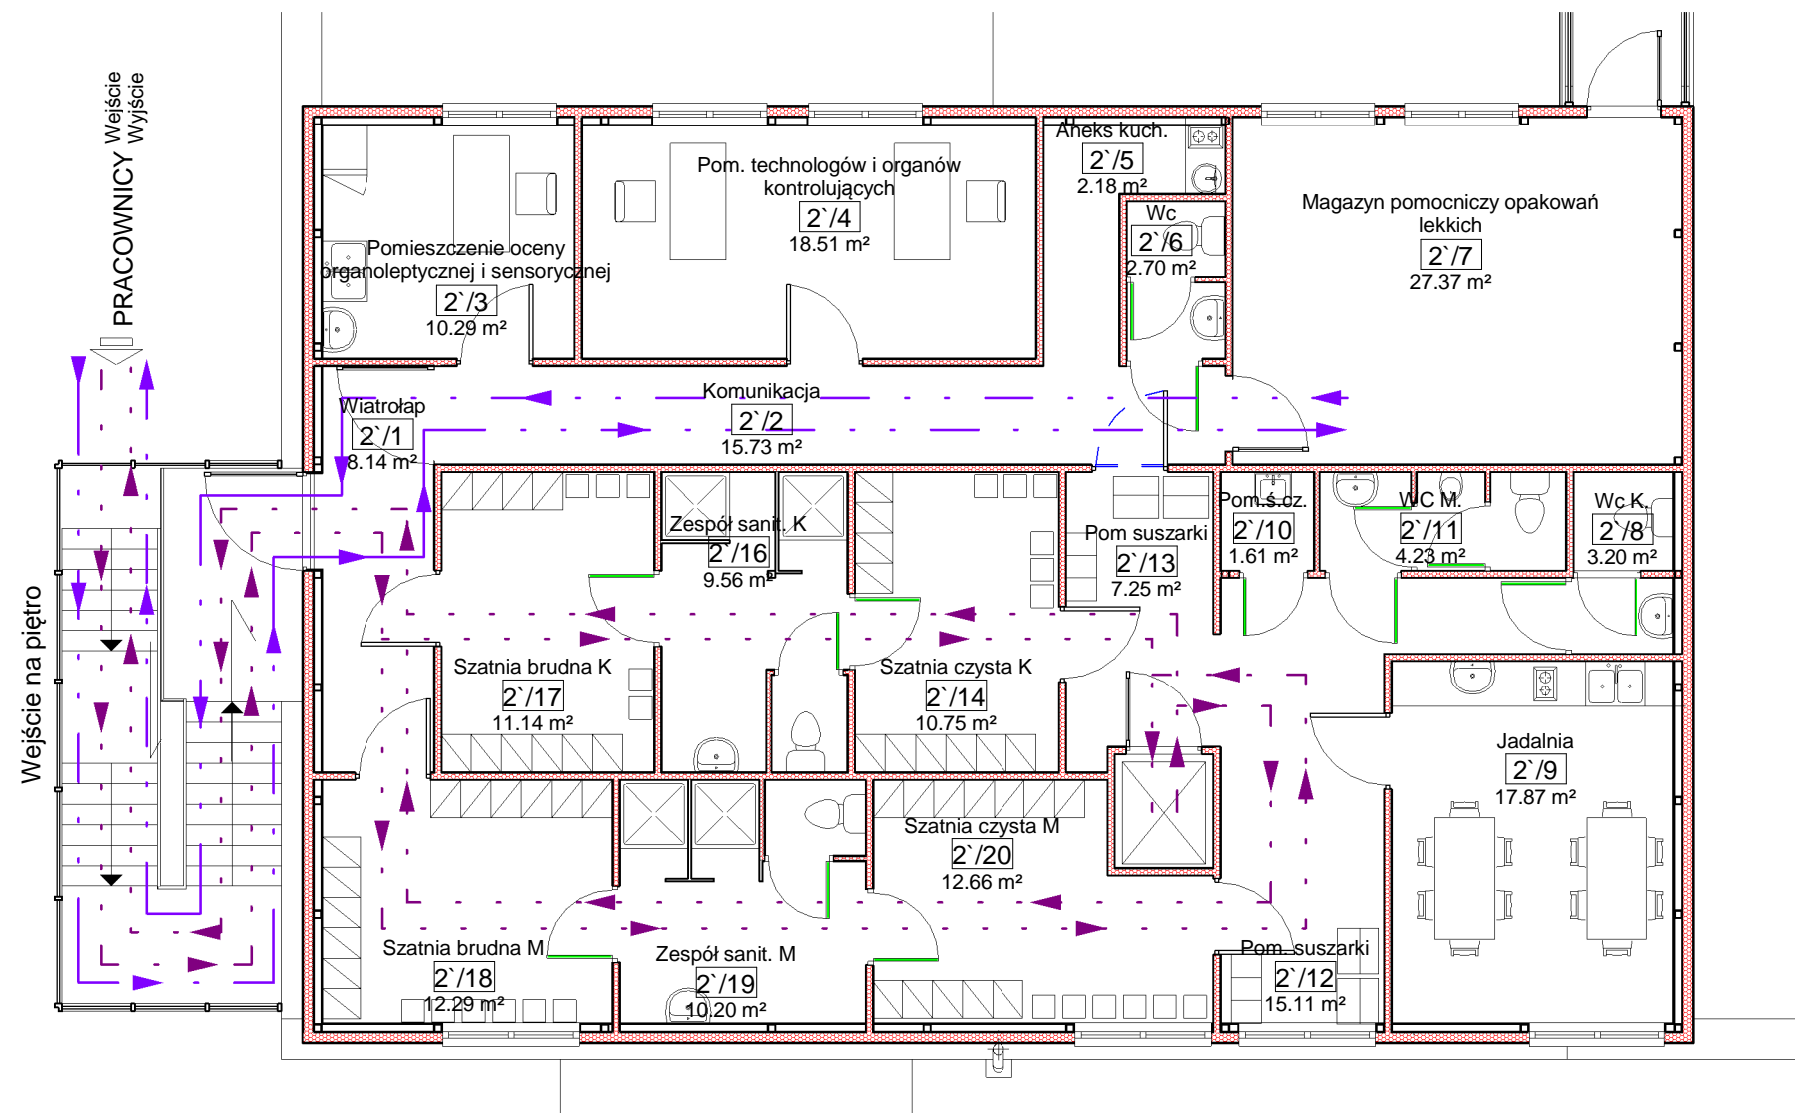 PRACOWNICY
Wejście
Wyjście
Wejście na piętro
Pomieszczenie oceny
organoleptycznej i sensorycznej
2`/3
10.29 m²
Pom. technologów i organów
kontrolujących
2`/4
18.51 m²
Aneks kuch.
2`/5
2.18 m²
Wc
2`/6
2.70 m²
Magazyn pomocniczy opakowań
lekkich
2`/7
27.37 m²
Wiatrołap
2`/1
8.14 m²
Komunikacja
2`/2
15.73 m²
Szatnia brudna K
2`/17
11.14 m²
Zespół sanit. K
2`/16
9.56 m²
Szatnia czysta K
2`/14
10.75 m²
Pom suszarki
2`/13
7.25 m²
Pom.ś.cz.
2`/10
1.61 m²
WC M.
2`/11
4.23 m²
Wc K.
2`/8
3.20 m²
Jadalnia
2`/9
17.87 m²
Szatnia brudna M
2`/18
12.29 m²
Zespół sanit. M
2`/19
10.20 m²
Szatnia czysta M
2`/20
12.66 m²
Pom. suszarki
2`/12
15.11 m²